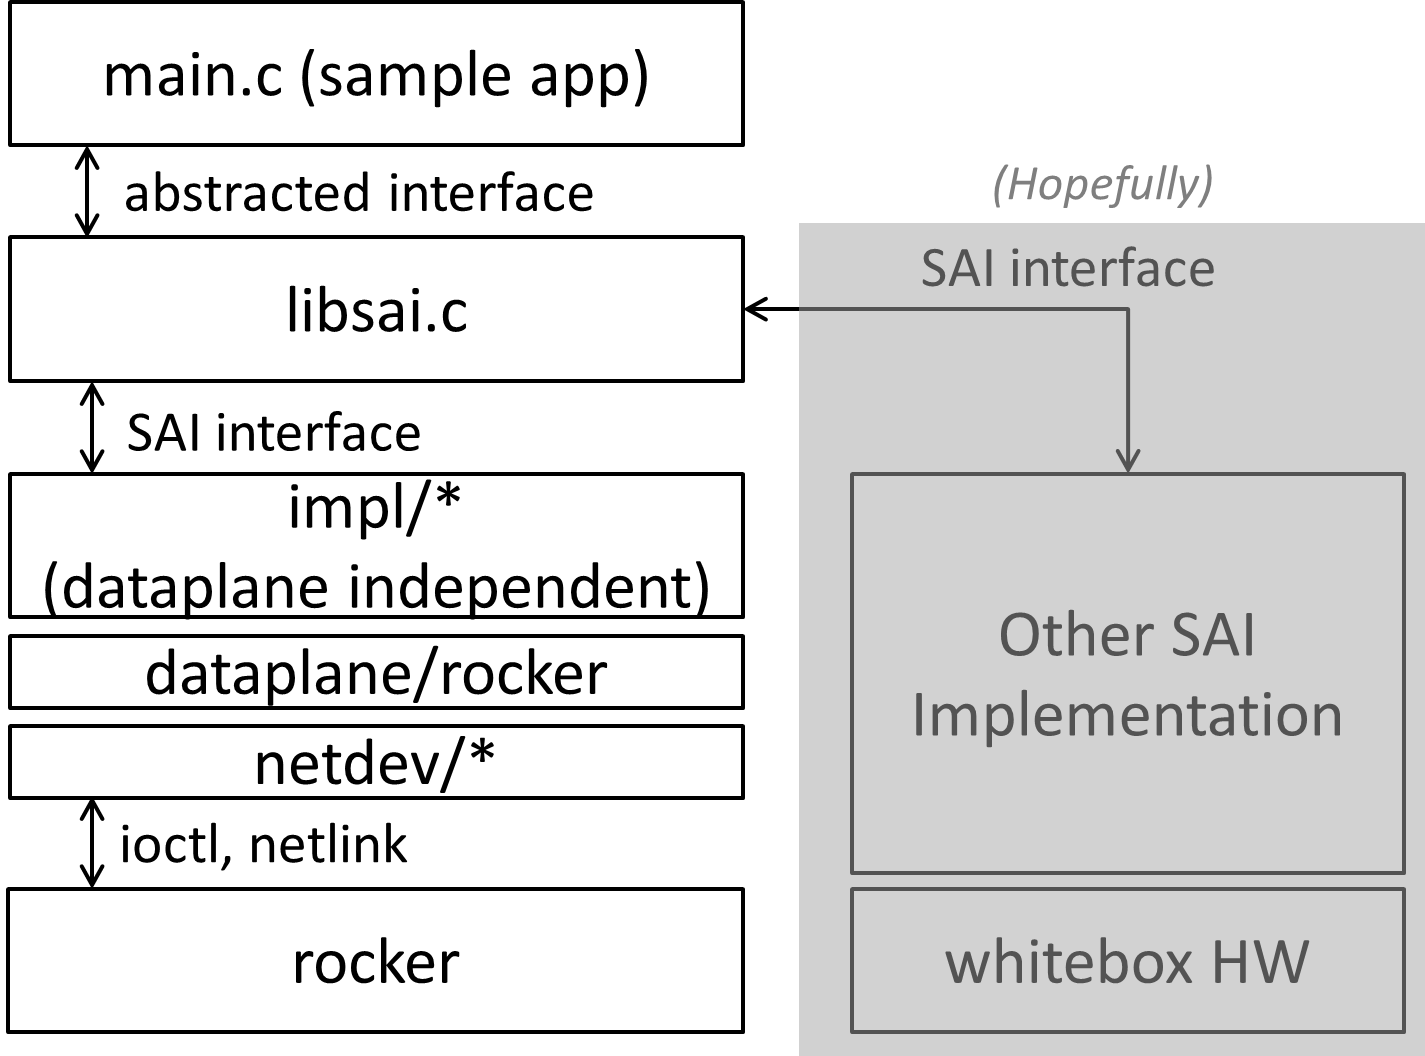 main.c (sample app)
abstracted interface
(Hopefully)
SAI interface
libsai.c
SAI interface
impl/*
(dataplane independent)
dataplane/rocker
netdev/*
ioctl, netlink
rocker
Other SAI
Implementation
whitebox HW